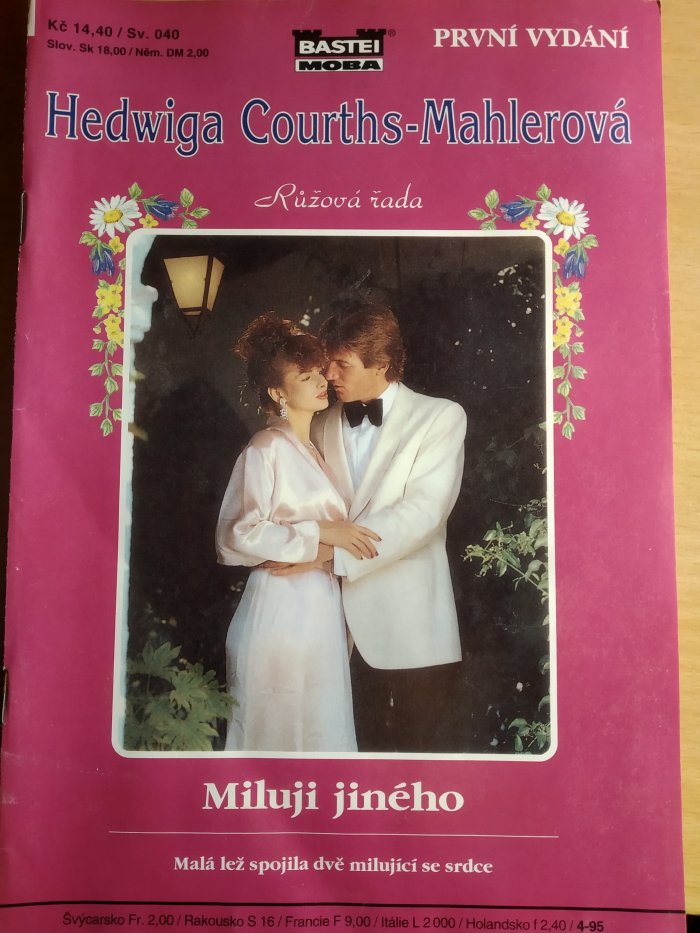 Kč 14,40 / Sv. 040
Slov. Sk 18,00 / Něm. DM 2,00
BASTEI®
MOBA
PRVNÍ VYDÁNÍ
Hedwiga Courths-Mahlerová
Růžová řada
Miluji jiného
Malá lež spojila dvě milující se srdce
Švýcarsko Fr. 2,00 / Rakousko S 16 / Francie F 9,00 / Itálie L 2 000 / Holandsko f 2,40 / 4-95